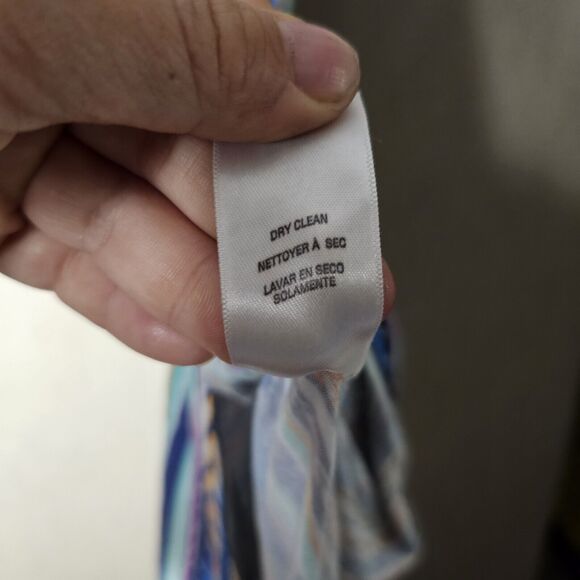 DRY CLEAN
NETTOYER À SEC
LAVAR EN SECO
SOLAMENTE